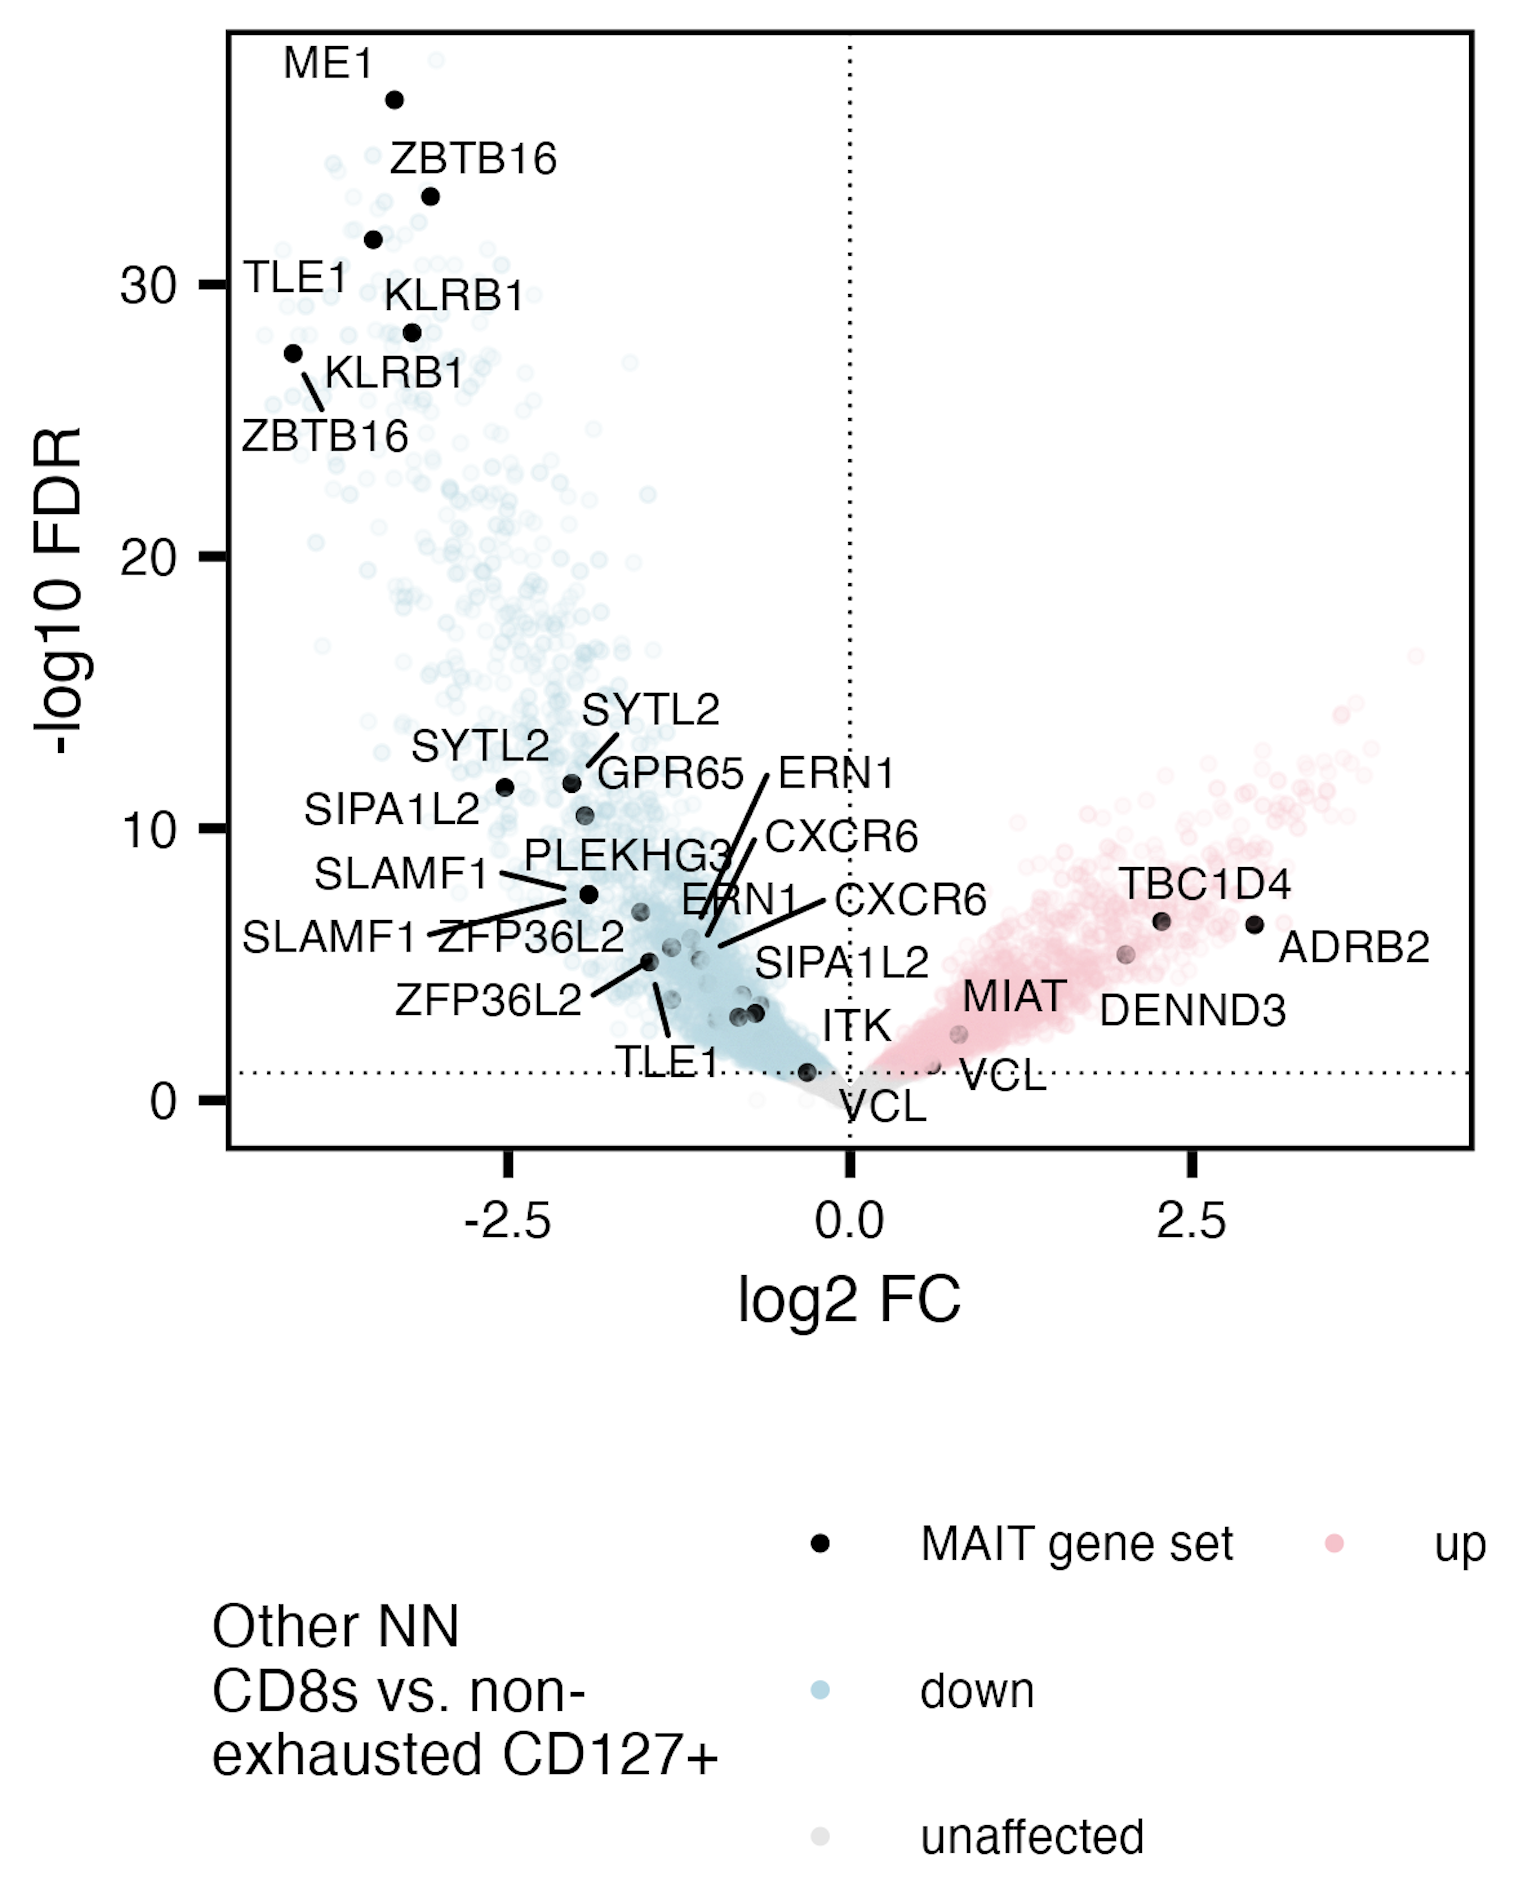 ME1
ZBTB16
TLE1
KLRB1
KLRB1
ZBTB16
30
20
10
0
-log10 FDR
SYTL2
SYTL2
GPR65
ERN1
SIPA1L2
CXCR6
PLEKHG3
SLAMF1
TBC1D4
ERN1
CXCR6
SLAMF1
ZFP36L2
ADRB2
SIPA1L2
ZFP36L2
MIAT
DENND3
ITK
TLE1
VCL
VCL
-2.5
0.0
2.5
log2 FC
Other NN
CD8s vs. non-
exhausted CD127+
MAIT gene set
up
down
unaffected